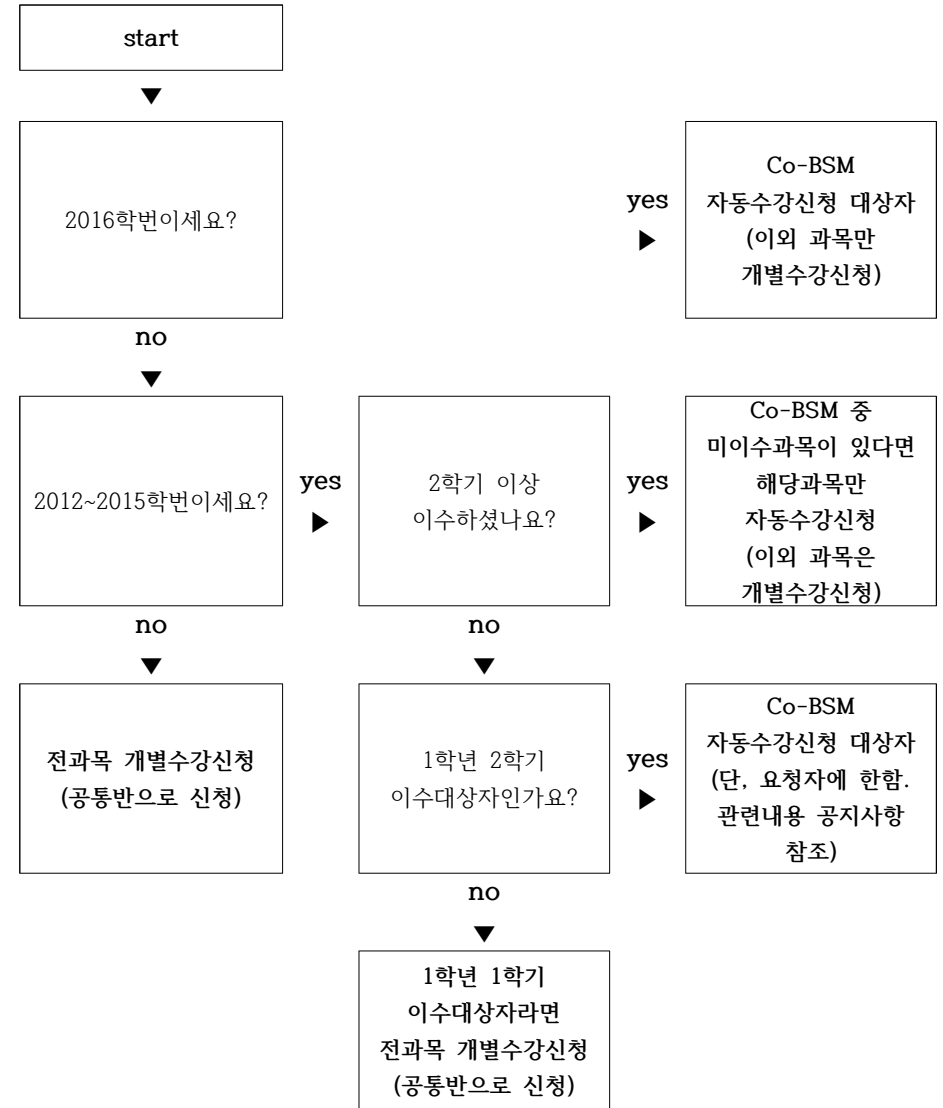 start
▼
2016학번이세요?
yes
▶
Co-BSM
자동수강신청 대상자
(이외 과목만
개별수강신청)
no
▼
2012~2015학번이세요?
yes
▶
2학기 이상
이수하셨나요?
yes
▶
Co-BSM 중
미이수과목이 있다면
해당과목만
자동수강신청
(이외 과목은
개별수강신청)
no
▼
no
▼
전과목 개별수강신청
(공통반으로 신청)
1학년 2학기
이수대상자인가요?
yes
▶
Co-BSM
자동수강신청 대상자
(단, 요청자에 한함.
관련내용 공지사항
참조)
no
▼
1학년 1학기
이수대상자라면
전과목 개별수강신청
(공통반으로 신청)